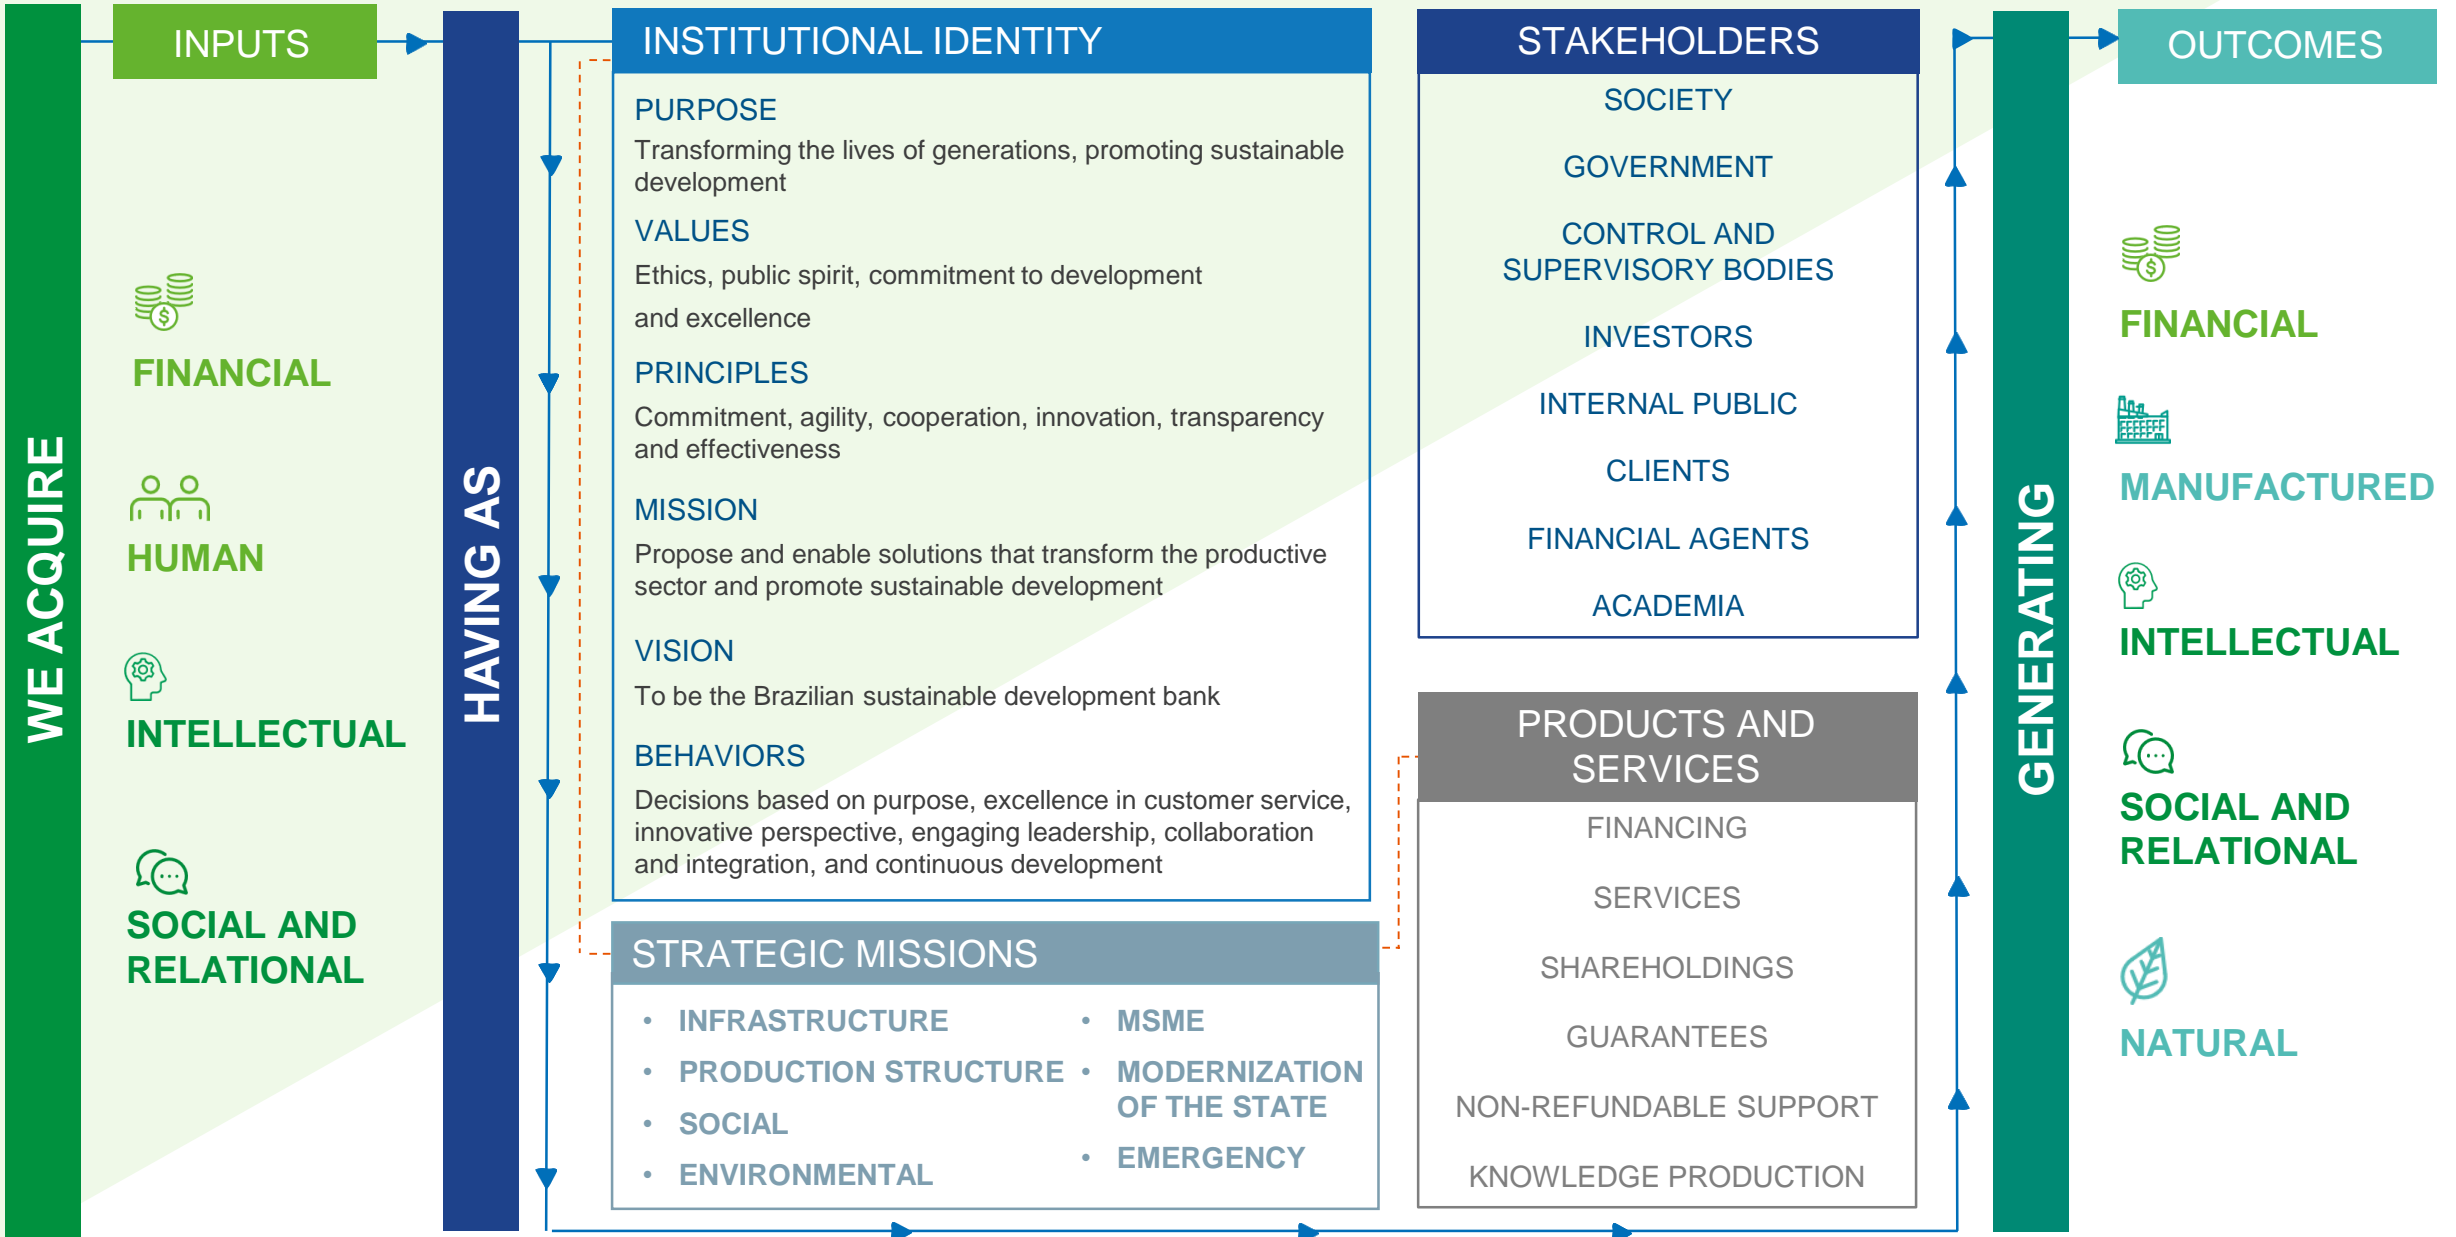 WE ACQUIRE
INPUTS
FINANCIAL
HUMAN
INTELLECTUAL
SOCIAL AND
RELATIONAL
HAVING AS
INSTITUTIONAL IDENTITY
PURPOSE
Transforming the lives of generations, promoting sustainable
development
VALUES
Ethics, public spirit, commitment to development
and excellence
PRINCIPLES
Commitment, agility, cooperation, innovation, transparency
and effectiveness
MISSION
Propose and enable solutions that transform the productive
sector and promote sustainable development
VISION
To be the Brazilian sustainable development bank
BEHAVIORS
Decisions based on purpose, excellence in customer service,
innovative perspective, engaging leadership, collaboration
and integration, and continuous development
STRATEGIC MISSIONS
• INFRASTRUCTURE
• PRODUCTION STRUCTURE
• SOCIAL
• ENVIRONMENTAL
• MSME
• MODERNIZATION
OF THE STATE
• EMERGENCY
STAKEHOLDERS
SOCIETY
GOVERNMENT
CONTROL AND
SUPERVISORY BODIES
INVESTORS
INTERNAL PUBLIC
CLIENTS
FINANCIAL AGENTS
ACADEMIA
PRODUCTS AND
SERVICES
FINANCING
SERVICES
SHAREHOLDINGS
GUARANTEES
NON-REFUNDABLE SUPPORT
KNOWLEDGE PRODUCTION
GENERATING
OUTCOMES
FINANCIAL
MANUFACTURED
INTELLECTUAL
SOCIAL AND
RELATIONAL
NATURAL